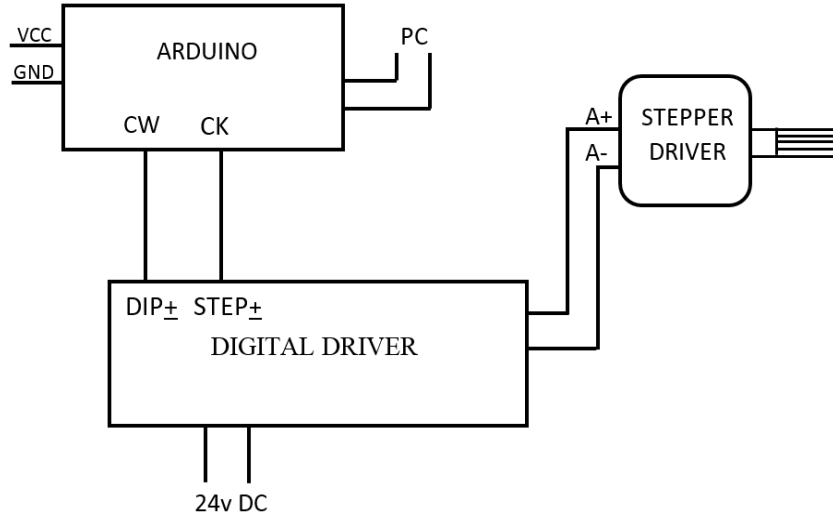 VCC
GND
ARDUINO
PC
CW CK
A+
A-
STEPPER
DRIVER
DIP± STEP±
DIGITAL DRIVER
24v DC